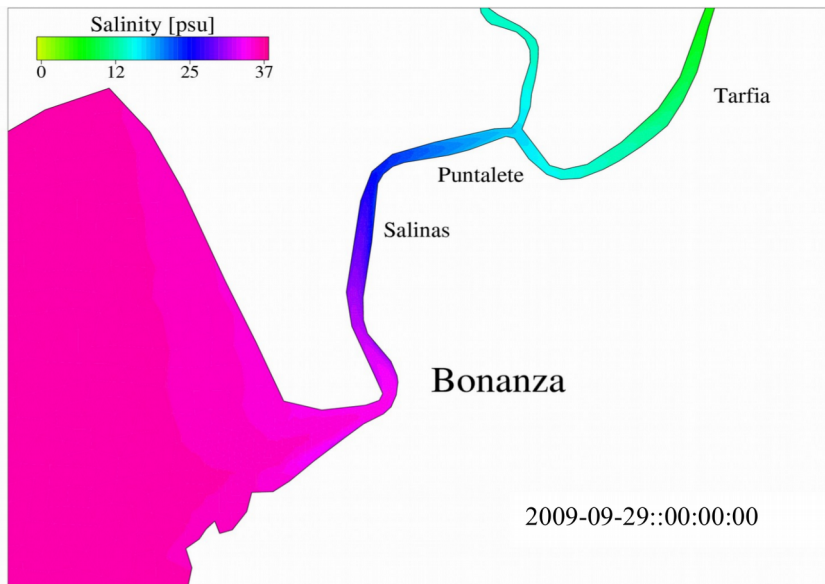 Salinity [psu]
0 12 25 37
Tarfia
Puntalete
Salinas
Bonanza
2009-09-29::00:00:00